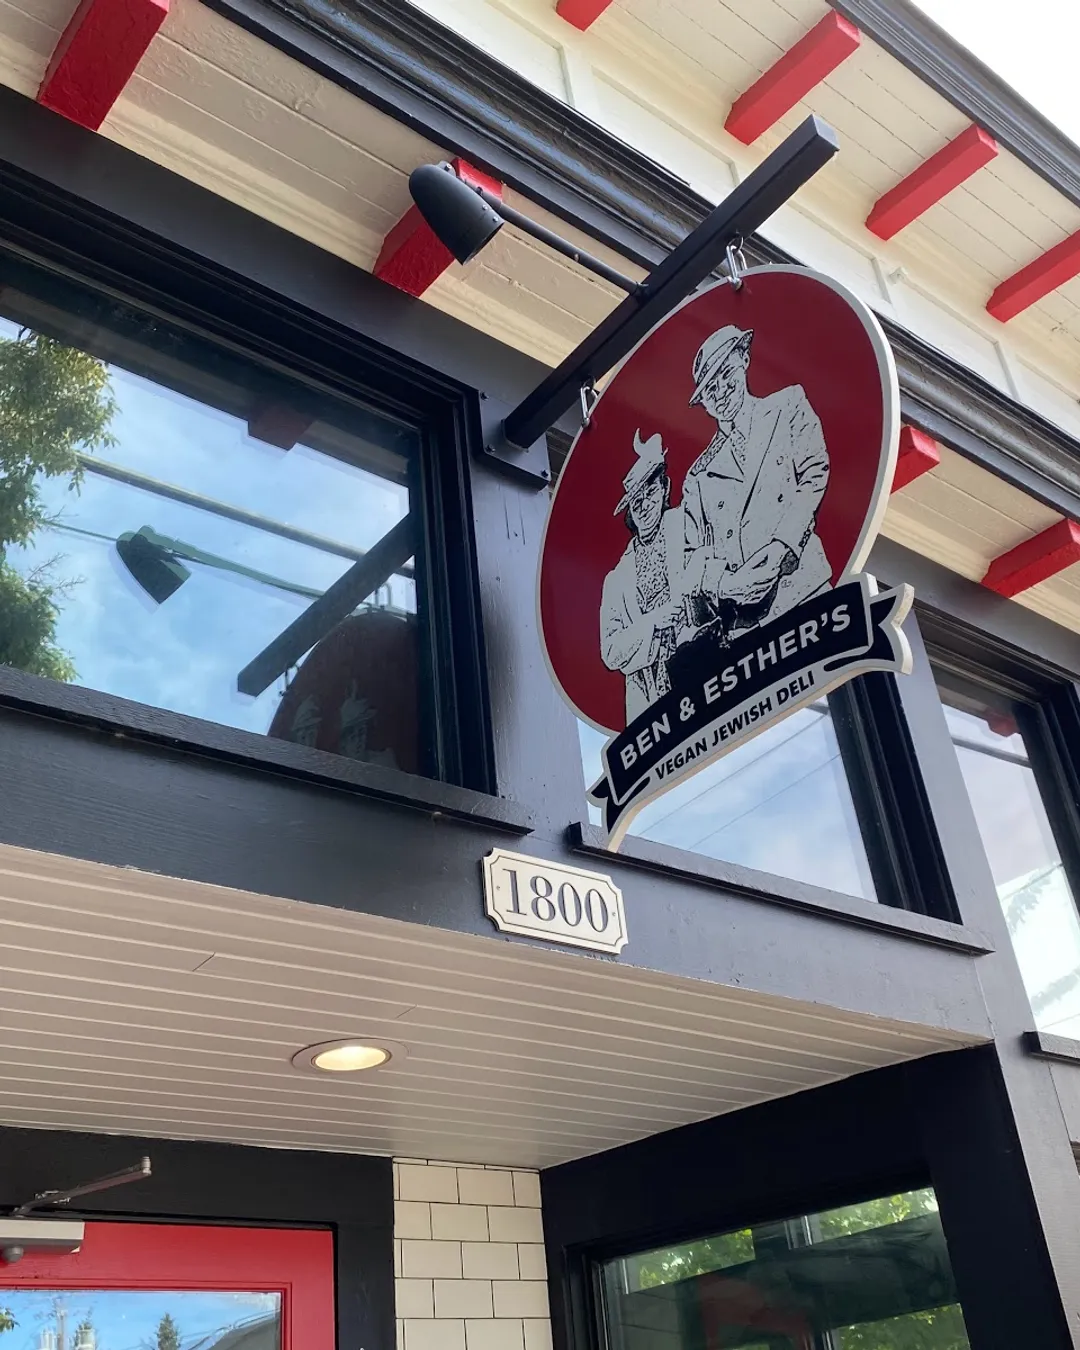 BEN & ESTHER'S
VEGAN JEWISH DELI
1800